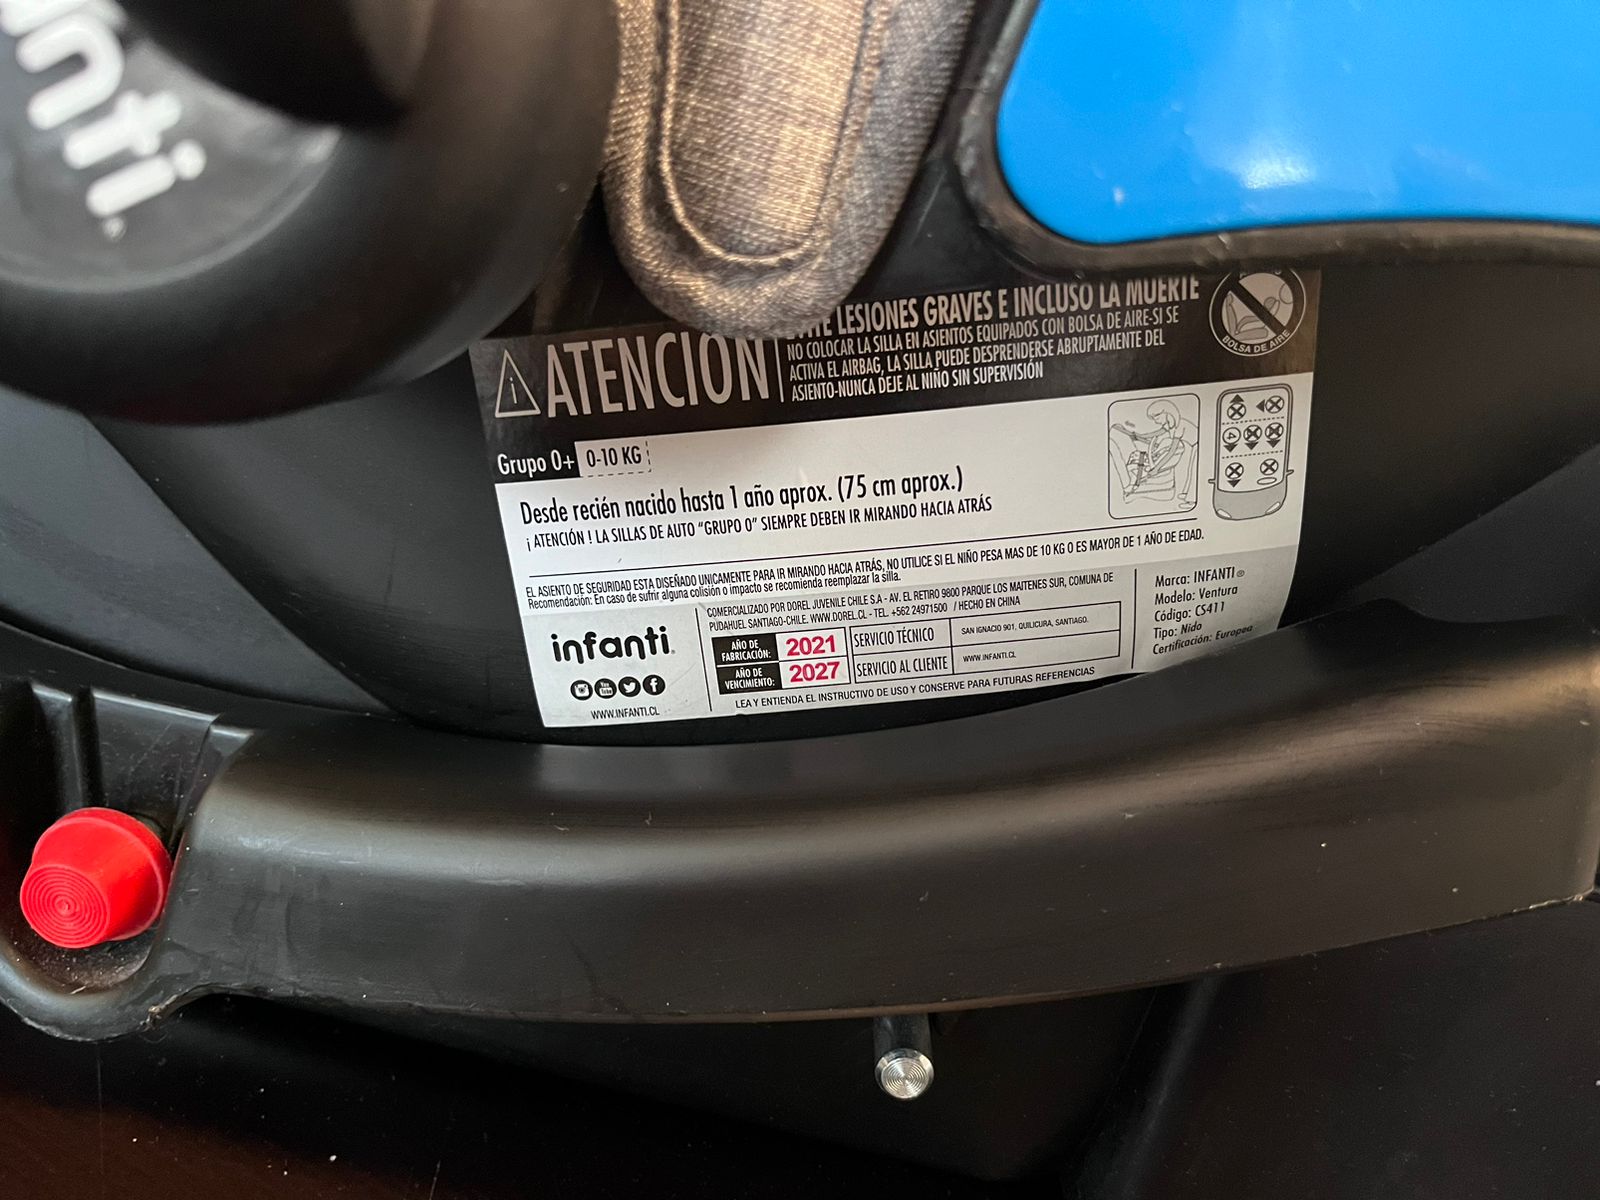 nti
LESIONES GRAVES E INCLUSO LA MUERTE
ATENCIÓN
NO COLOCAR LA SILLA EN ASIENTOS EQUIPADOS CON BOLSA DE AIRE-SI SE
ACTIVA EL AIRBAG, LA SILLA PUEDE DESPRENDERSE ABRUPTAMENTE DEL
ASIENTO-NUNCA DEJE AL NIÑO SIN SUPERVISIÓN
BOLSA DE AIRE
Grupo 0+ 0-10 KG
Desde recién nacido hasta 1 año aprox. (75 cm aprox.)
¡ ATENCIÓN ! LA SILLAS DE AUTO "GRUPO 0" SIEMPRE DEBEN IR MIRANDO HACIA ATRÁS
EL ASIENTO DE SEGURIDAD ESTA DISEÑADO UNICAMENTE PARA IR MIRANDO HACIA ATRÁS, NO UTILICE SI EL NIÑO PESA MAS DE 10 KG O ES MAYOR DE 1 AÑO DE EDAD.
Recomendación: En caso de sufrir alguna colisión o impacto se recomienda reemplazar la silla.
infanti
WWW.INFANTI.CL
COMERCIALIZADO POR DOREL JUVENILE CHILE S.A - AV. EL RETIRO 9800 PARQUE LOS MAITENES SUR, COMUNA DE
PUDAHUEL SANTIAGO-CHILE. WWW.DOREL.CL - TEL. +562 24971500 / HECHO EN CHINA
AÑO DE FABRICACIÓN: 2021
AÑO DE VENCIMIENTO: 2027
SERVICIO TÉCNICO SAN IGNACIO 901, QUILICURA, SANTIAGO.
SERVICIO AL CLIENTE WWW.INFANTI.CL
LEA Y ENTIENDA EL INSTRUCTIVO DE USO Y CONSERVE PARA FUTURAS REFERENCIAS
Marca: INFANTI®
Modelo: Ventura
Código: CS411
Tipo: Nido
Certificación: Europea